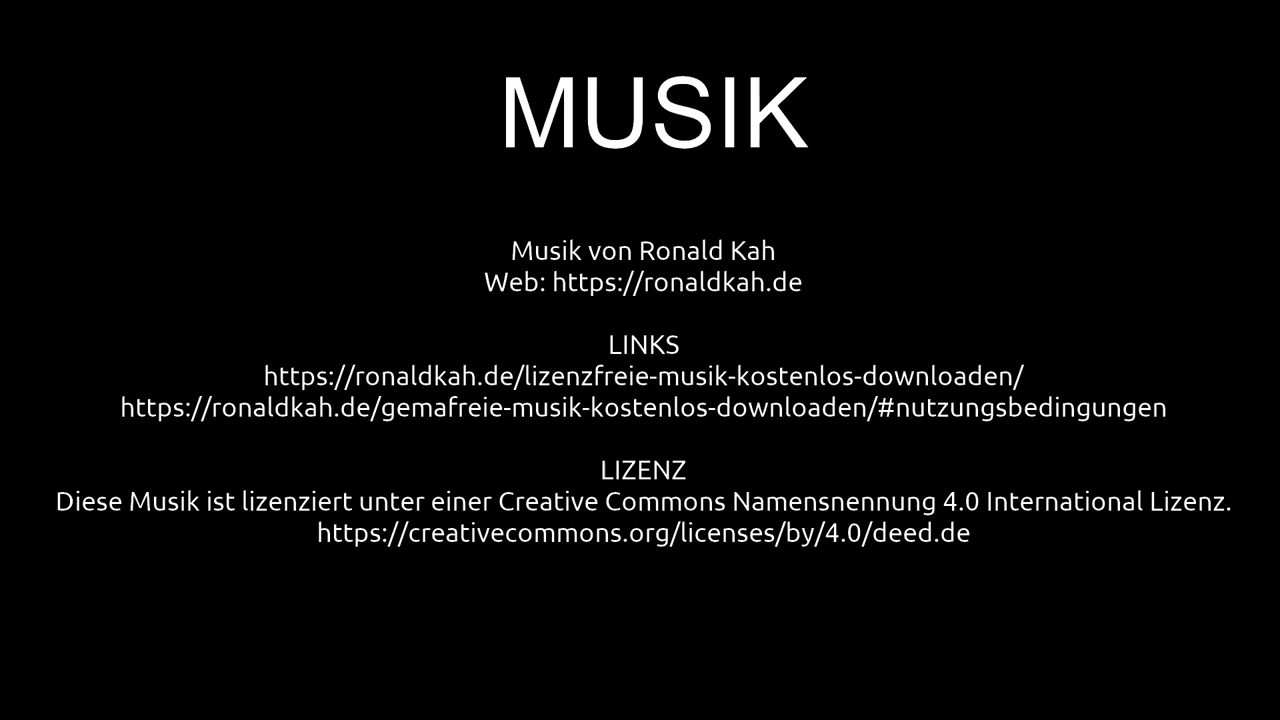 MUSIK
Musik von Ronald Kah
Web: https://ronaldkah.de
LINKS
https://ronaldkah.de/lizenzfreie-musik-kostenlos-downloaden/
https://ronaldkah.de/gemafreie-musik-kostenlos-downloaden/#nutzungsbedingungen
LIZENZ
Diese Musik ist lizenziert unter einer Creative Commons Namensnennung 4.0 International Lizenz.
https://creativecommons.org/licenses/by/4.0/deed.de